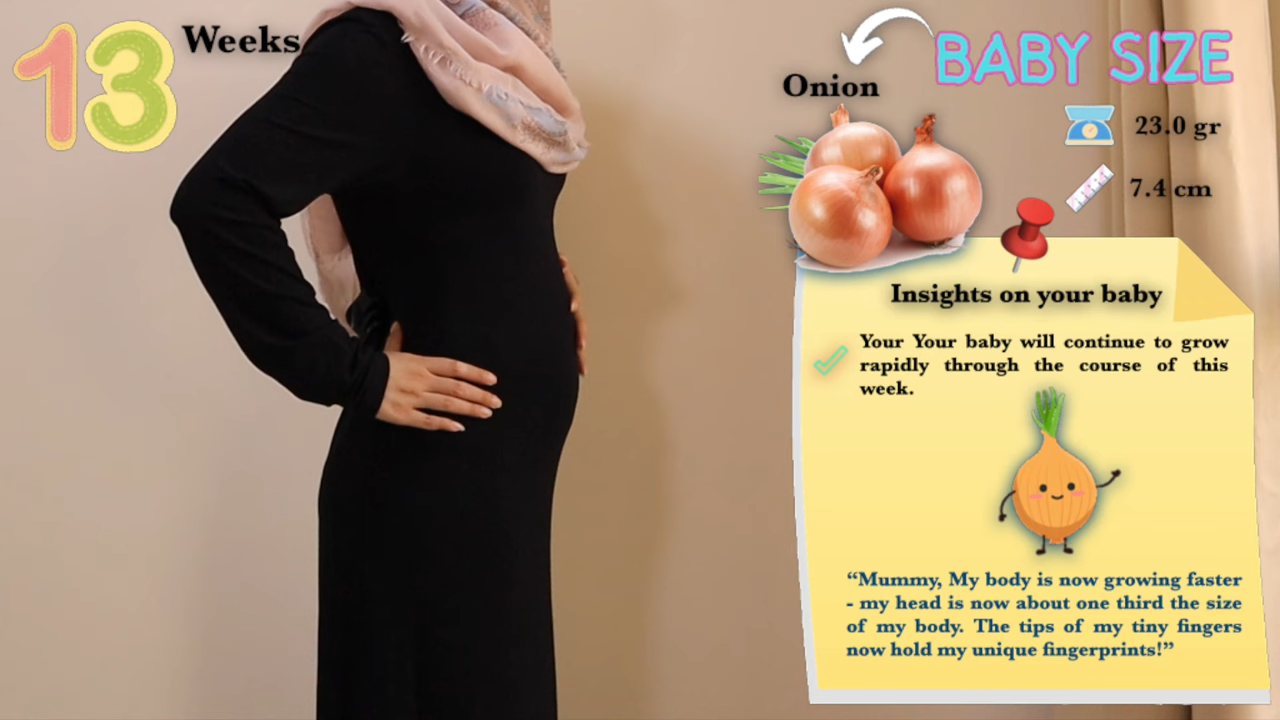 13 Weeks
BABY SIZE
Onion
23.0 gr
7.4 cm
Insights on your baby
Your Your baby will continue to grow
rapidly through the course of this
week.
“Mummy, My body is now growing faster
- my head is now about one third the size
of my body. The tips of my tiny fingers
now hold my unique fingerprints!”